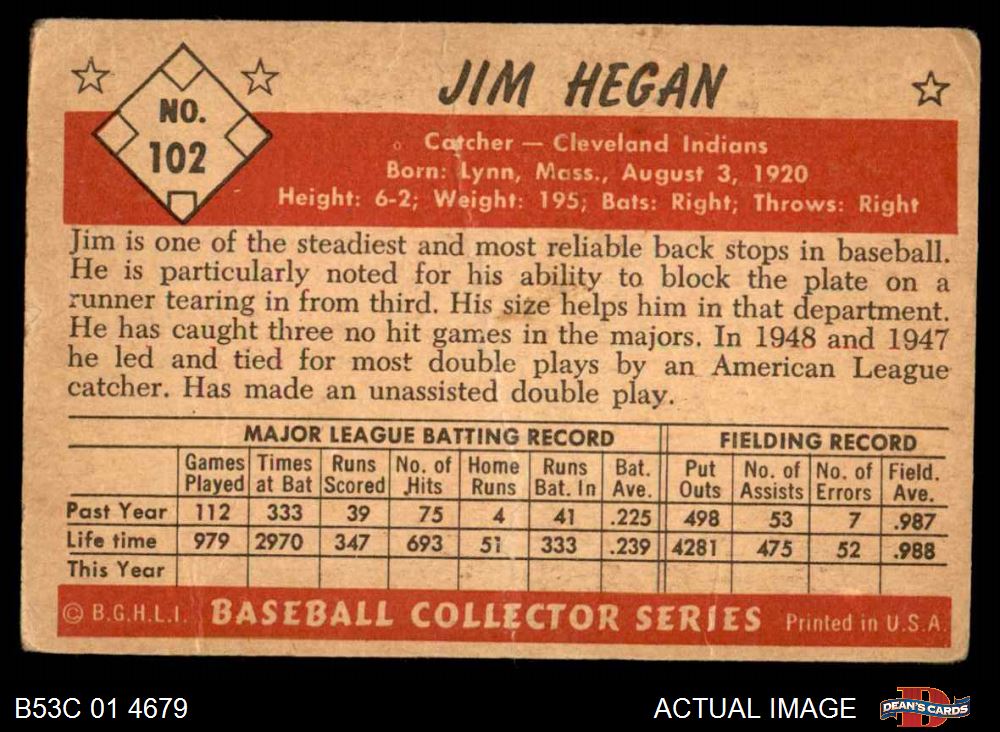 NO.
102
JIM HEGAN
Catcher — Cleveland Indians
Born: Lynn, Mass., August 3, 1920
Height: 6-2; Weight: 195; Bats: Right; Throws: Right
Jim is one of the steadiest and most reliable back stops in baseball.
He is particularly noted for his ability to block the plate on a
runner tearing in from third. His size helps him in that department.
He has caught three no hit games in the majors. In 1948 and 1947
he led and tied for most double plays by an American League
catcher. Has made an unassisted double play.
MAJOR LEAGUE BATTING RECORD FIELDING RECORD
Games Times Runs No. of Home Runs Bat. Put No. of No. of Field.
Played at Bat Scored Hits Runs Bat. In Ave. Outs Assists Errors Ave.
Past Year 112 333 39 75 4 41 .225 498 53 7 .987
Life time 979 2970 347 693 51 333 .239 4281 475 52 .988
This Year
© B.G.H.L.I. BASEBALL COLLECTOR SERIES Printed in U.S.A.
B53C 01 4679 ACTUAL IMAGE DEAN'S CARDS